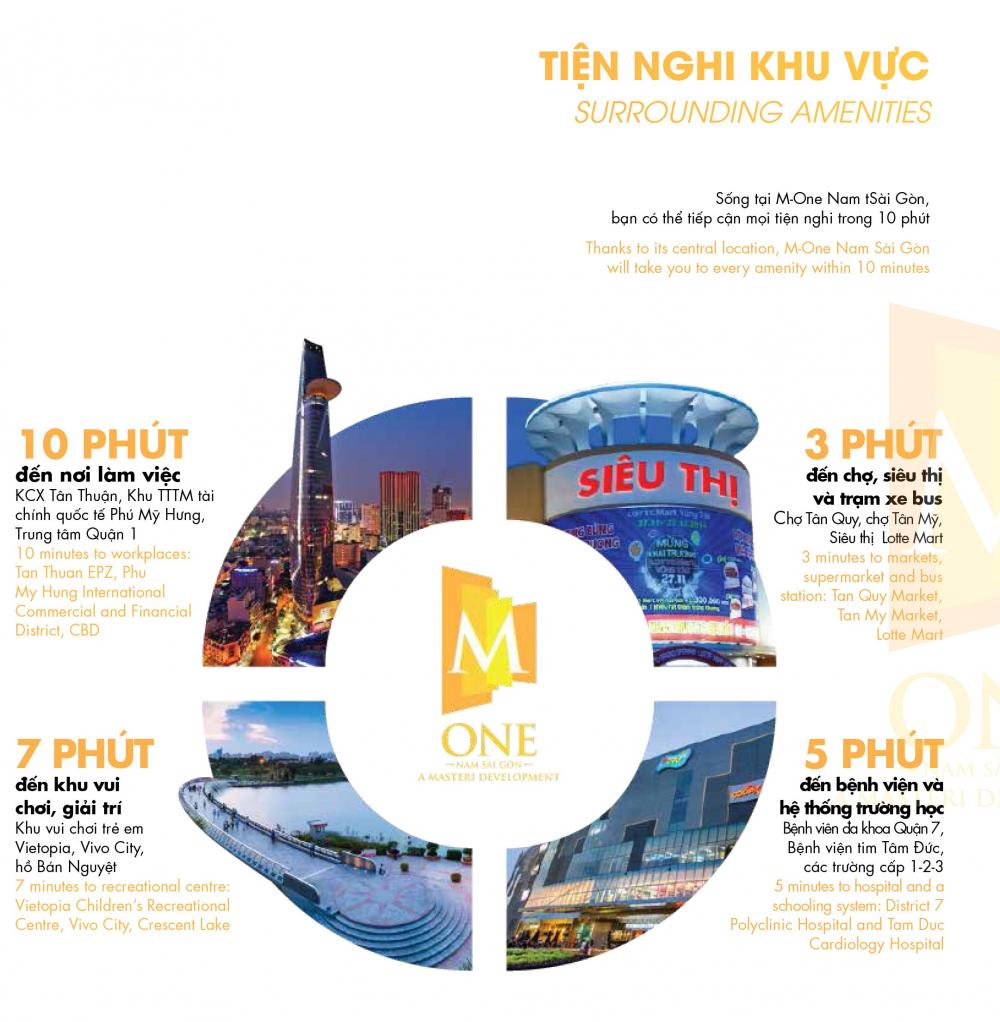 TIỆN NGHI KHU VỰC
SURROUNDING AMENITIES
Sống tại M-One Nam tSài Gòn,
bạn có thể tiếp cận mọi tiện nghi trong 10 phút
Thanks to its central location, M-One Nam Sài Gòn
will take you to every amenity within 10 minutes
10 PHÚT
đến nơi làm việc
KCX Tân Thuận, Khu TTTM tài
chính quốc tế Phú Mỹ Hưng,
Trung tâm Quận 1
10 minutes to workplaces:
Tan Thuan EPZ, Phu
My Hung International
Commercial and Financial
District, CBD
SIÊU THỊ
MỪNG
KHAI TRƯƠNG
27.11
3 PHÚT
đến chợ, siêu thị
và trạm xe bus
Chợ Tân Quy, chợ Tân Mỹ,
Siêu thị Lotte Mart
3 minutes to markets,
supermarket and bus
station: Tan Quy Market,
Tan My Market,
Lotte Mart
M
ONE
NAM SAI GON
A MASTERI DEVELOPMENT
7 PHÚT
đến khu vui
chơi, giải trí
Khu vui chơi trẻ em
Vietopia, Vivo City,
hồ Bán Nguyệt
7 minutes to recreational centre:
Vietopia Children's Recreational
Centre, Vivo City, Crescent Lake
5 PHÚT
đến bệnh viện và
hệ thống trường học
Bệnh viên đa khoa Quận 7,
Bệnh viện tim Tâm Đức,
các trường cấp 1-2-3
5 minutes to hospital and a
schooling system: District 7
Polyclinic Hospital and Tam Duc
Cardiology Hospital